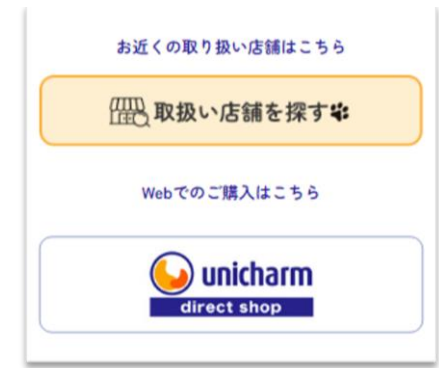 お近くの取り扱い店舗はこちら
取扱い店舗を探す
Webでのご購入はこちら
unicharm
direct shop